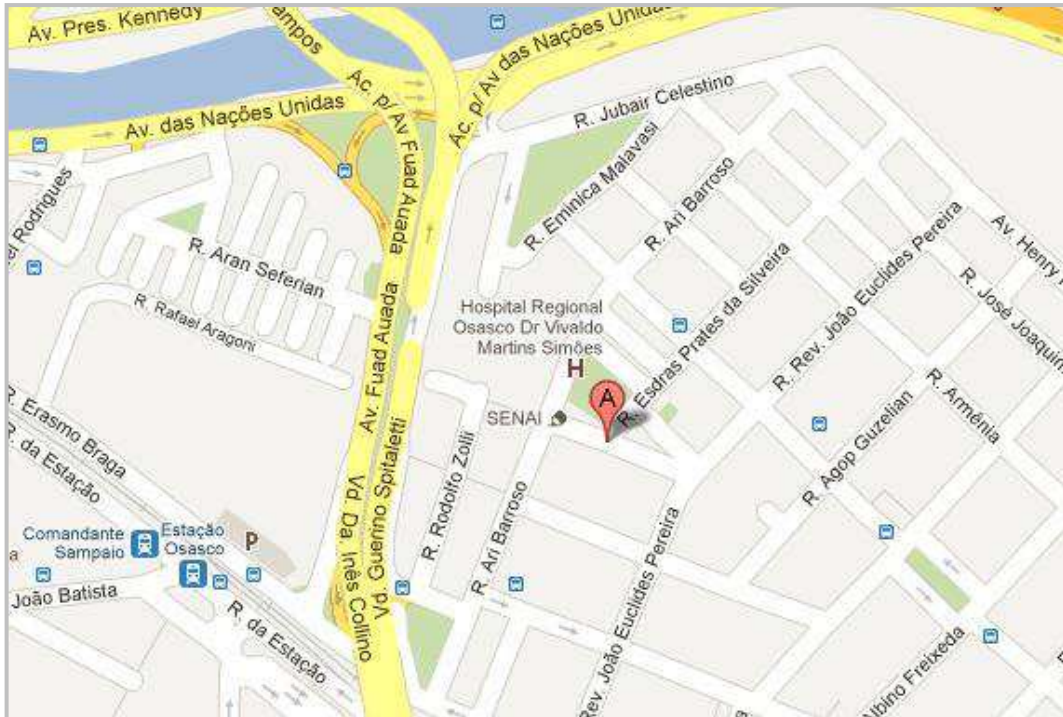 Av. Pres. Kennedy
ampos
Av. das Nações Unidas
Ac. p/ Av Fuad Auada
Ac. p/ Av das Nações Unidas
R. Jubair Celestino
R. Eminica Malavasi
R. Ari Barroso
el Rodrigues
R. Aran Seferian
R. Rafael Aragoni
Av. Fuad Auada
Hospital Regional
Osasco Dr Vivaldo
Martins Simões
H
R. Esdras Prates da Silveira
R. Rev. João Euclides Pereira
Av. Henry
R. José Joaquim
R. Armênia
A
SENAI
R. Agop Guzelian
R. Erasmo Braga
R. da Estação
Vd. Da. Inês Collino
Vd. Guerino Spitaletti
R. Rodolfo Zolli
R. Ari Barroso
Rev. João Euclides Pereira
Comandante
Sampaio
Estação
Osasco
P
a
João Batista
R. da Estação
Albino Freixeda